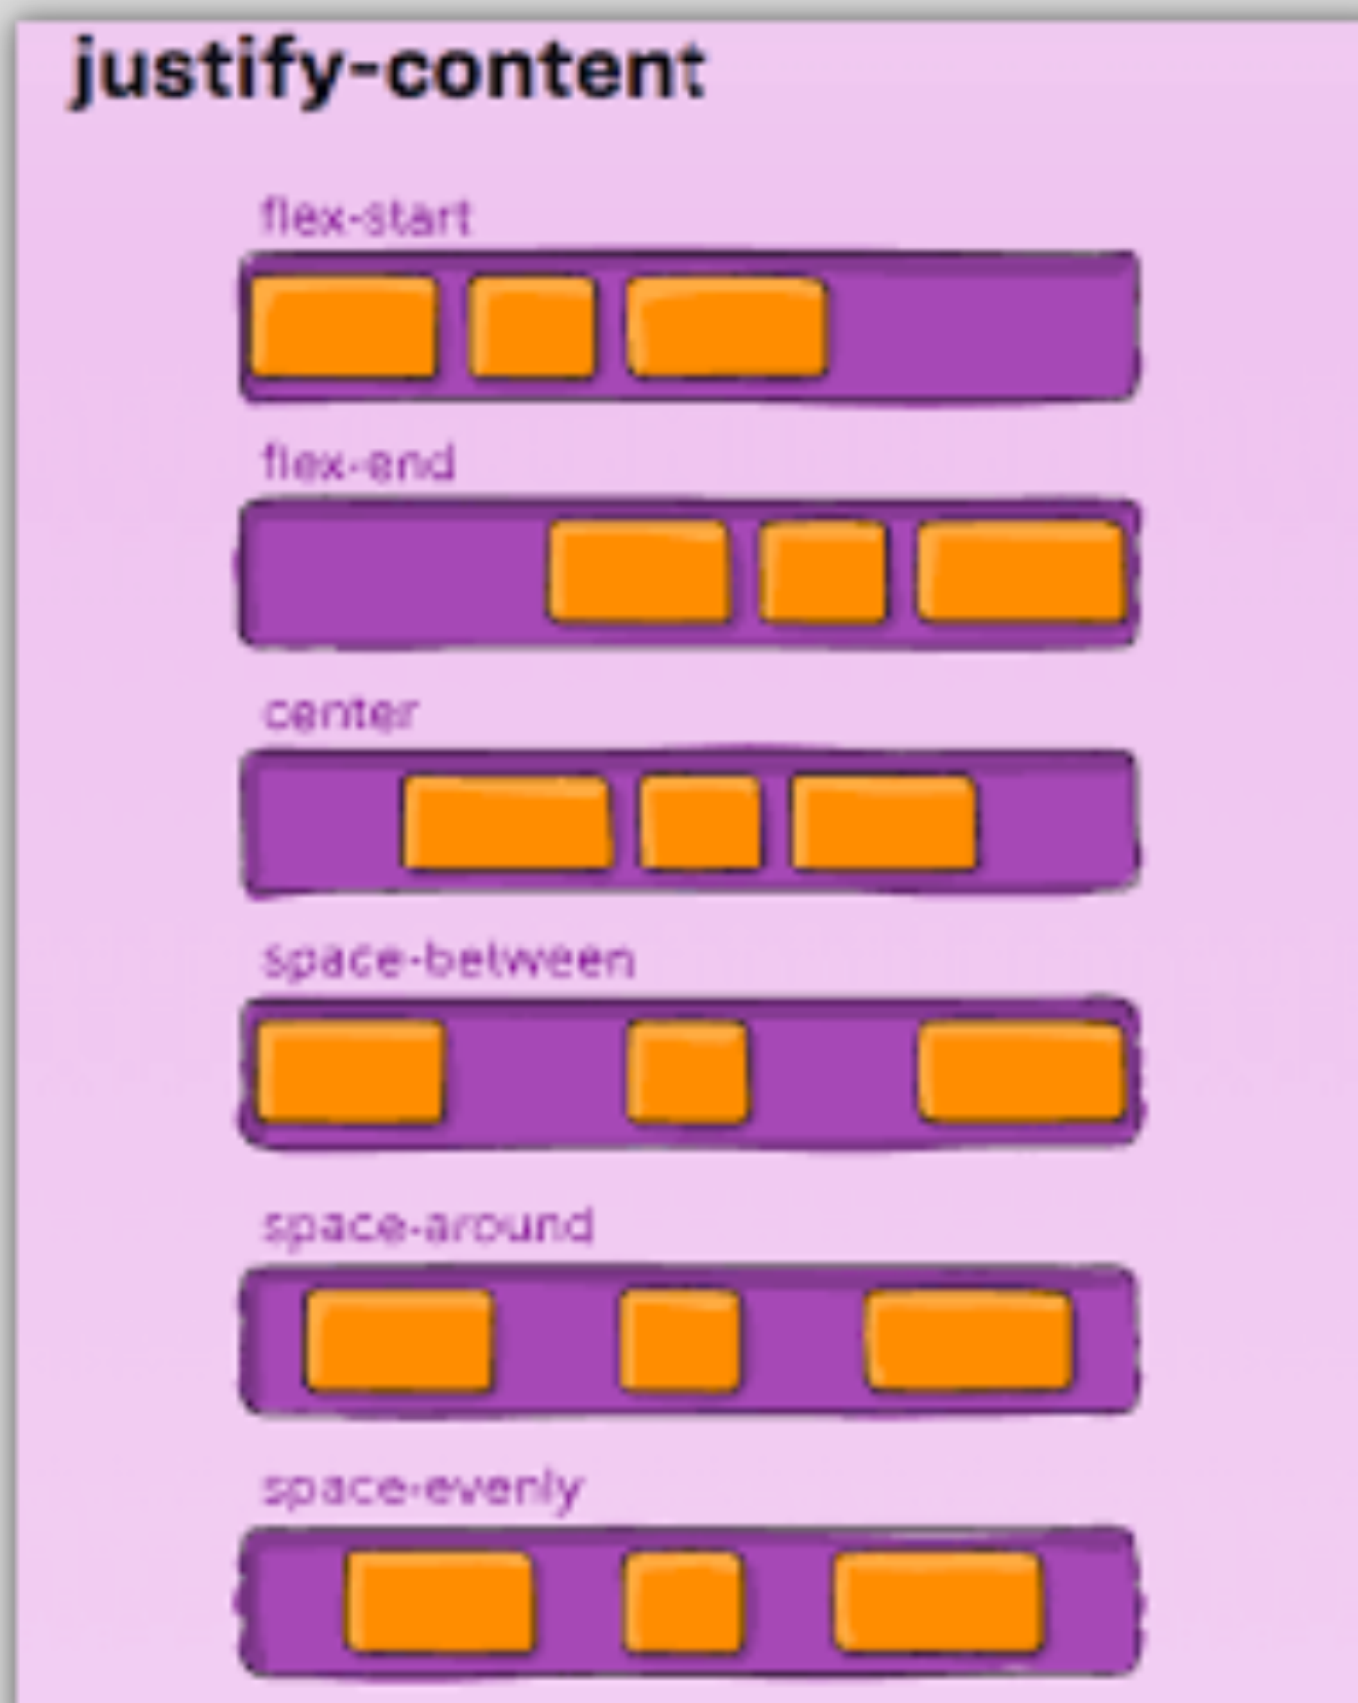 justify-content
flex-start
flex-end
center
space-between
space-around
space-evenly